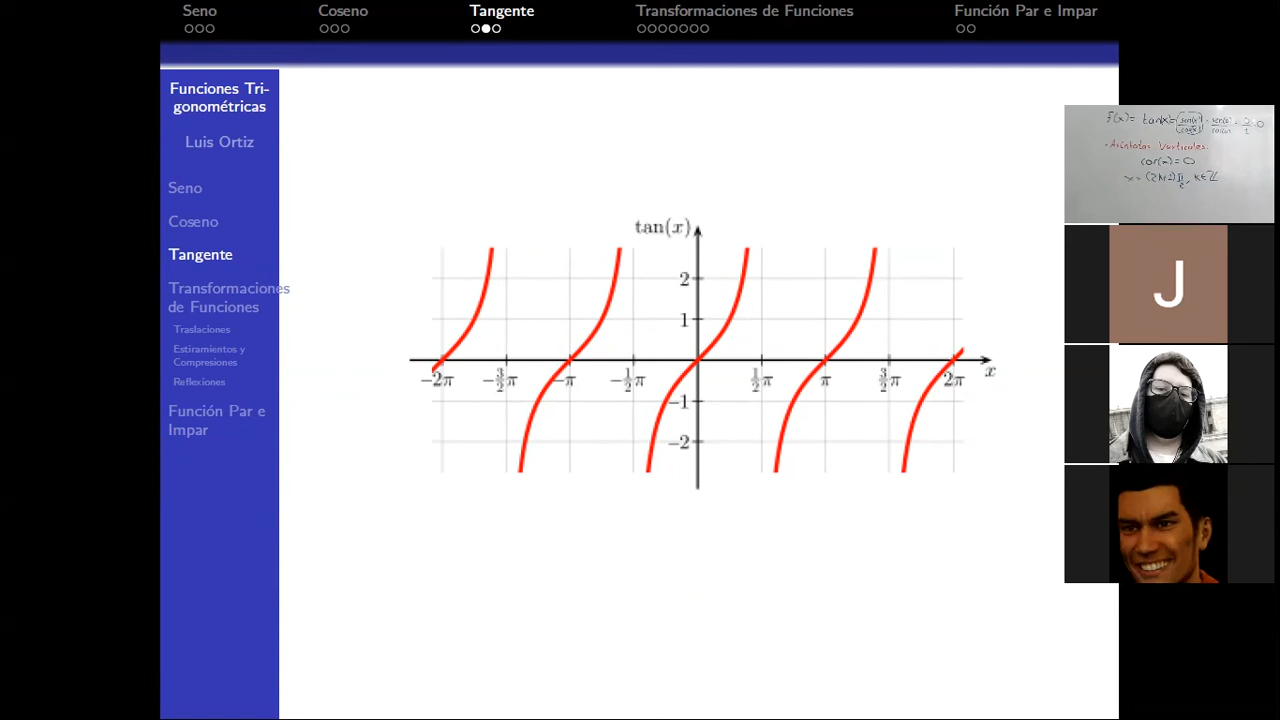 Seno Coseno Tangente Transformaciones de Funciones Función Par e Impar
Funciones Tri-
gonométricas
Luis Ortiz
Seno
Coseno
Tangente
Transformaciones
de Funciones
Traslaciones
Estiramientos y
Compresiones
Reflexiones
Función Par e
Impar
tan(x)
2
1
−1
−2
−2π −3/2π −π −1/2π 1/2π π 3/2π 2π x
f(x)= tan(x)=
Asíntotas Verticales:
cos(x)=0
x=(2k+1)π/2, k∈ℤ
J